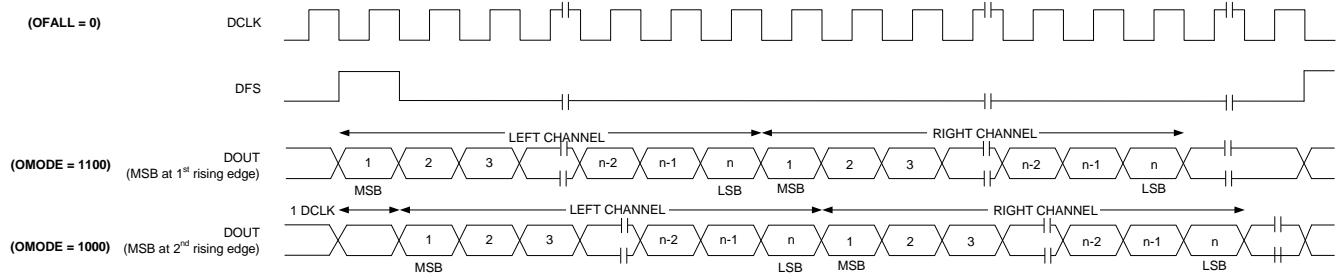 (OFALL = 0) DCLK
DFS
LEFT CHANNEL RIGHT CHANNEL
(OMODE = 1100) DOUT 1 2 3 n-2 n-1 n 1 2 3 n-2 n-1 n
(MSB at 1st rising edge)
MSB LSB MSB LSB
1 DCLK LEFT CHANNEL RIGHT CHANNEL
(OMODE = 1000) DOUT 1 2 3 n-2 n-1 n 1 2 3 n-2 n-1 n
(MSB at 2nd rising edge)
MSB LSB MSB LSB